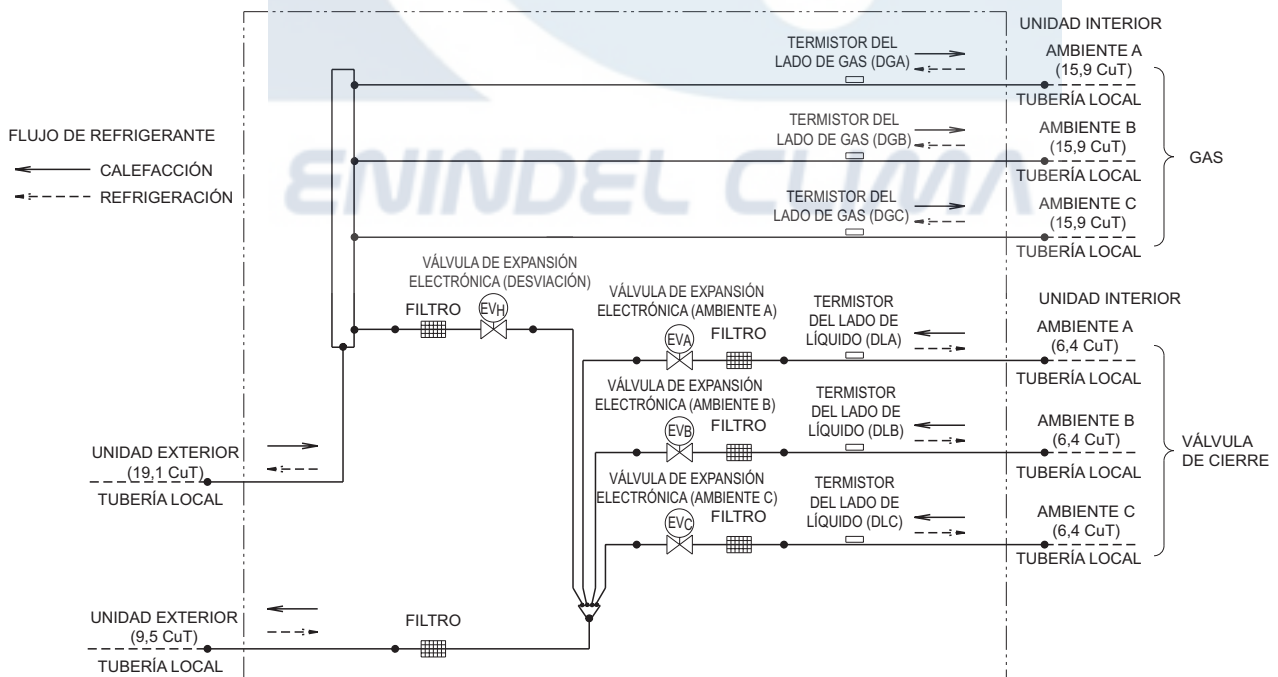 UNIDAD INTERIOR
TERMISTOR DEL
LADO DE GAS (DGA)
AMBIENTE A
(15,9 CuT)
TUBERÍA LOCAL
FLUJO DE REFRIGERANTE
CALEFACCIÓN
REFRIGERACIÓN
TERMISTOR DEL
LADO DE GAS (DGB)
AMBIENTE B
(15,9 CuT)
TUBERÍA LOCAL
GAS
ENINDEL CLIMA
TERMISTOR DEL
LADO DE GAS (DGC)
AMBIENTE C
(15,9 CuT)
TUBERÍA LOCAL
VÁLVULA DE EXPANSIÓN
ELECTRÓNICA (DESVIACIÓN)
FILTRO
EVH
UNIDAD INTERIOR
VÁLVULA DE EXPANSIÓN
ELECTRÓNICA (AMBIENTE A)
EVA
FILTRO
TERMISTOR
DEL LADO DE
LÍQUIDO (DLA)
AMBIENTE A
(6,4 CuT)
TUBERÍA LOCAL
VÁLVULA DE EXPANSIÓN
ELECTRÓNICA (AMBIENTE B)
EVB
FILTRO
TERMISTOR
DEL LADO DE
LÍQUIDO (DLB)
AMBIENTE B
(6,4 CuT)
TUBERÍA LOCAL
VÁLVULA
DE CIERRE
UNIDAD EXTERIOR
(19,1 CuT)
TUBERÍA LOCAL
VÁLVULA DE EXPANSIÓN
ELECTRÓNICA (AMBIENTE C)
EVC
FILTRO
TERMISTOR
DEL LADO DE
LÍQUIDO (DLC)
AMBIENTE C
(6,4 CuT)
TUBERÍA LOCAL
UNIDAD EXTERIOR
(9,5 CuT)
TUBERÍA LOCAL
FILTRO